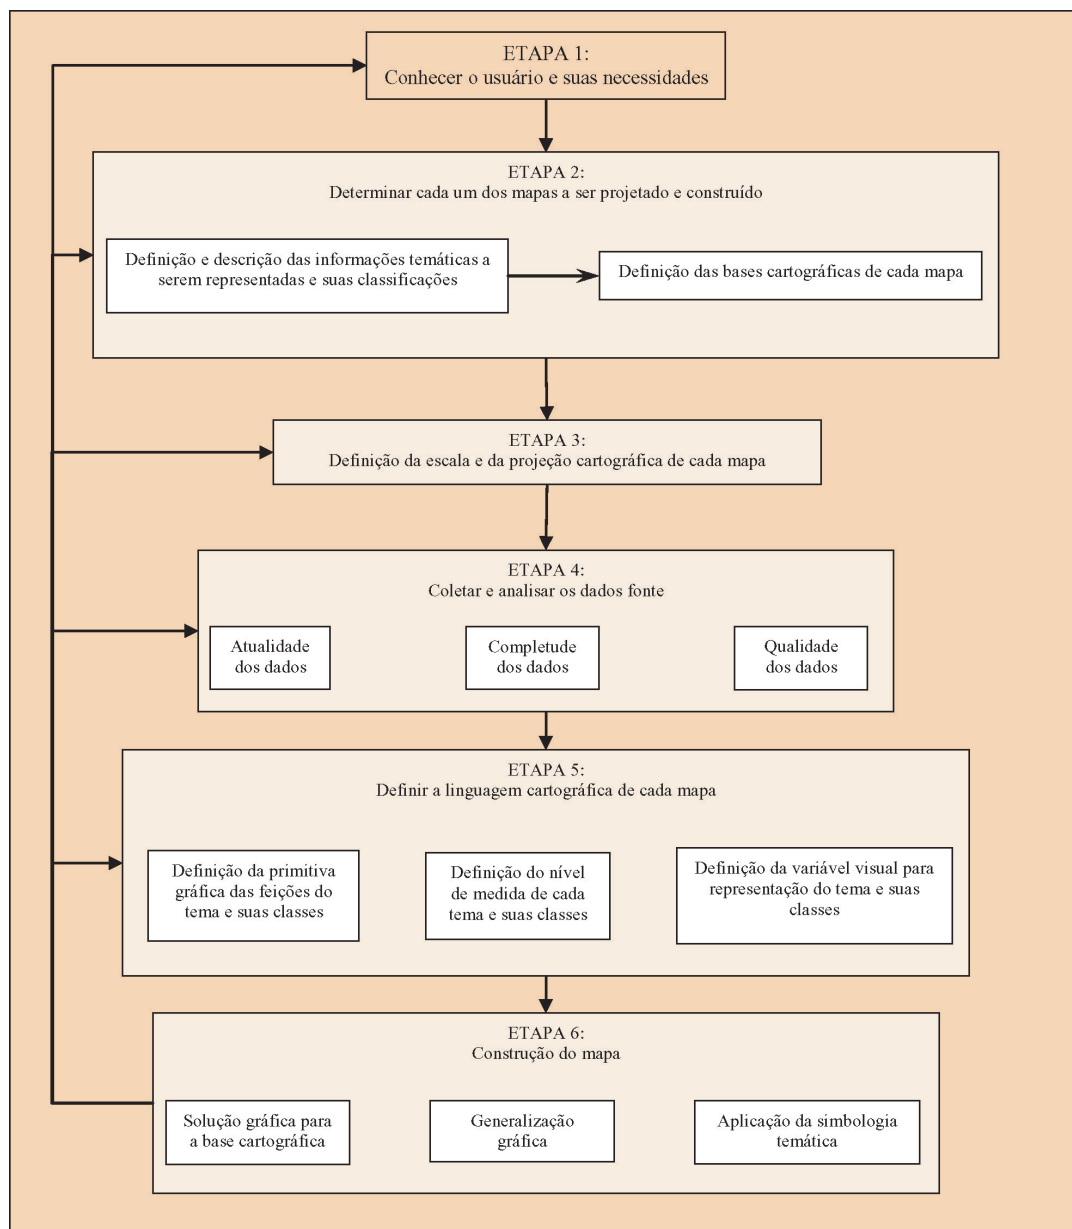 ETAPA 1:
Conhecer o usuário e suas necessidades
ETAPA 2:
Determinar cada um dos mapas a ser projetado e construído
Definição e descrição das informações temáticas a
serem representadas e suas classificações
Definição das bases cartográficas de cada mapa
ETAPA 3:
Definição da escala e da projeção cartográfica de cada mapa
ETAPA 4:
Coletar e analisar os dados fonte
Atualidade
dos dados
Completude
dos dados
Qualidade
dos dados
ETAPA 5:
Definir a linguagem cartográfica de cada mapa
Definição da primitiva
gráfica das feições do
tema e suas classes
Definição do nível
de medida de cada
tema e suas classes
Definição da variável visual para
representação do tema e suas
classes
ETAPA 6:
Construção do mapa
Solução gráfica para
a base cartográfica
Generalização
gráfica
Aplicação da simbologia
temática